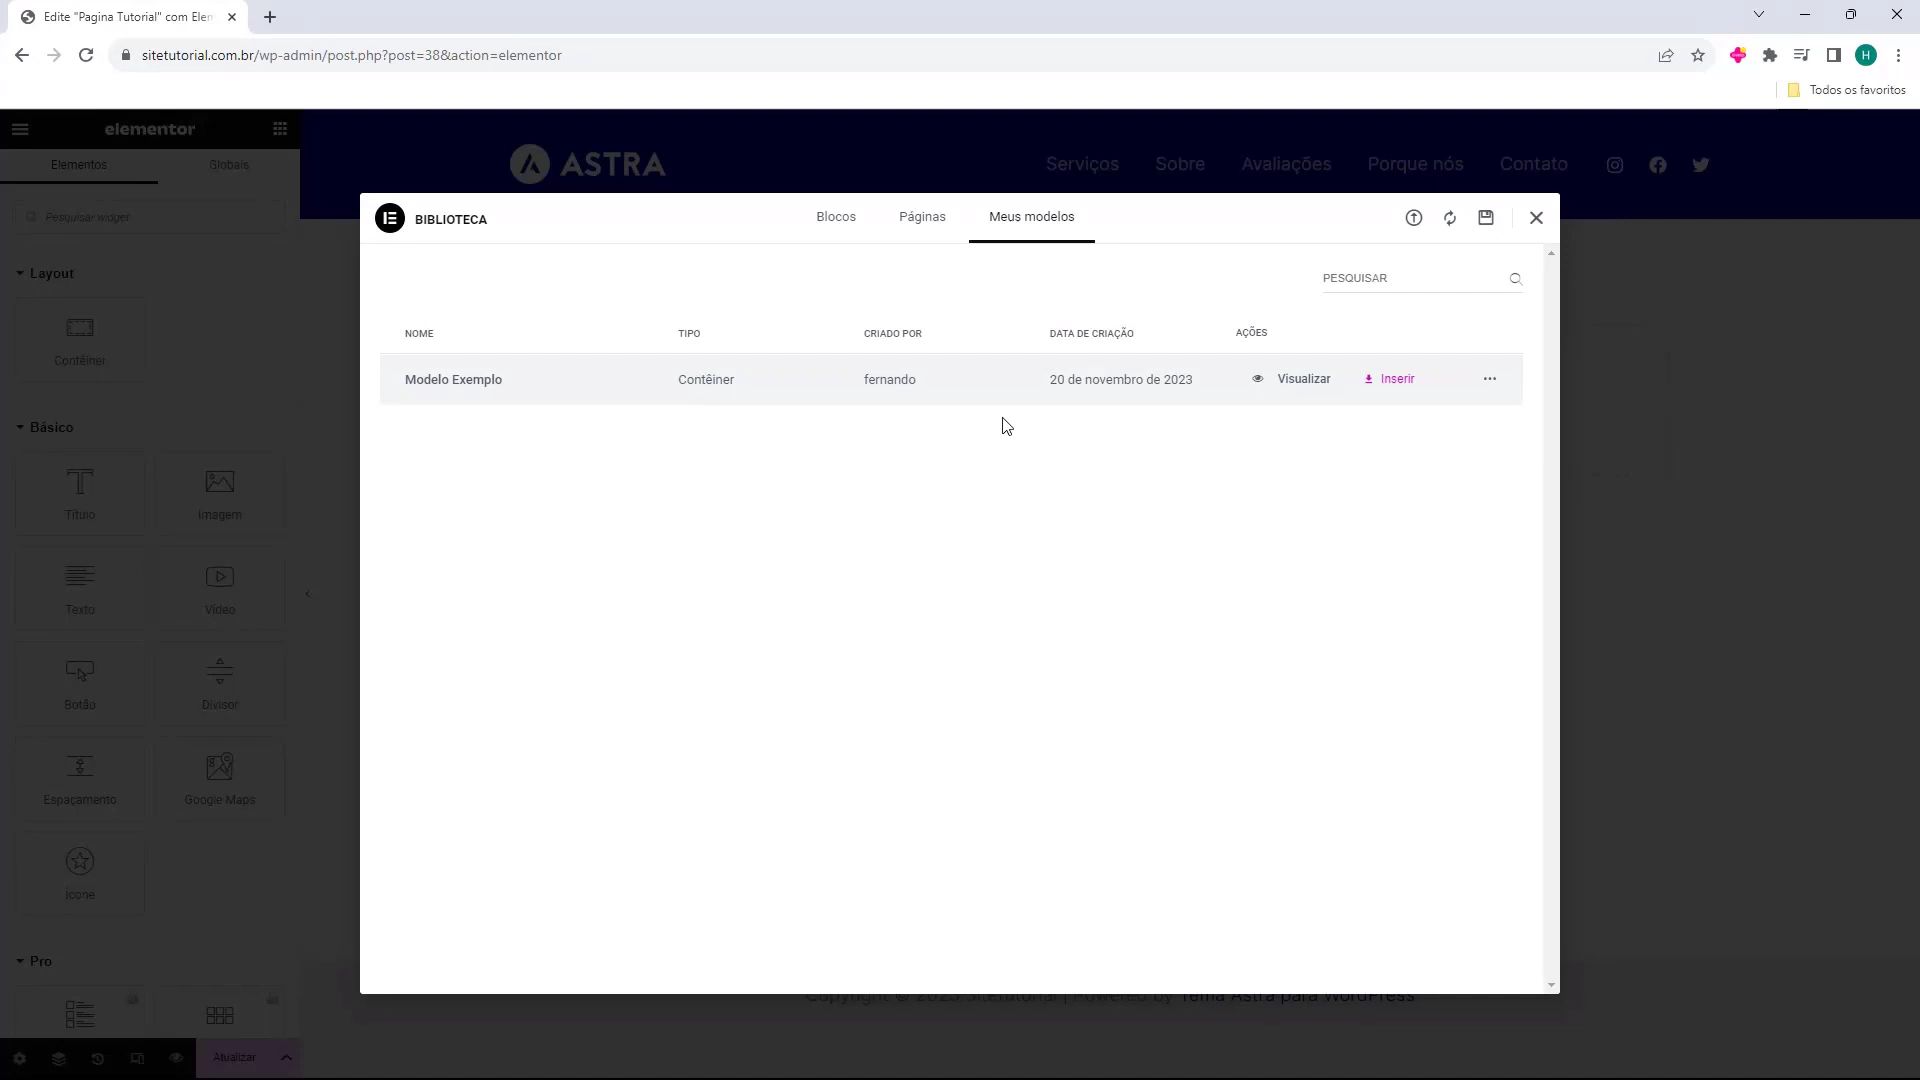 Edite "Pagina Tutorial" com Elem
sitetutorial.com.br/wp-admin/post.php?post=38&action=elementor
H
Todos os favoritos
elementor
Elementos Globais
Pesquisar widget
Layout
Contêiner
Básico
Título Imagem
Texto Vídeo
Botão Divisor
Espaçamento Google Maps
Ícone
Pro
Atualizar
ASTRA
Serviços Sobre Avaliações Porque nós Contato
BIBLIOTECA
Blocos Páginas Meus modelos
PESQUISAR
NOME TIPO CRIADO POR DATA DE CRIAÇÃO AÇÕES
Modelo Exemplo Contêiner fernando 20 de novembro de 2023 Visualizar Inserir
Copyright © 2023 Sitetutorial | Powered by Tema Astra para WordPress